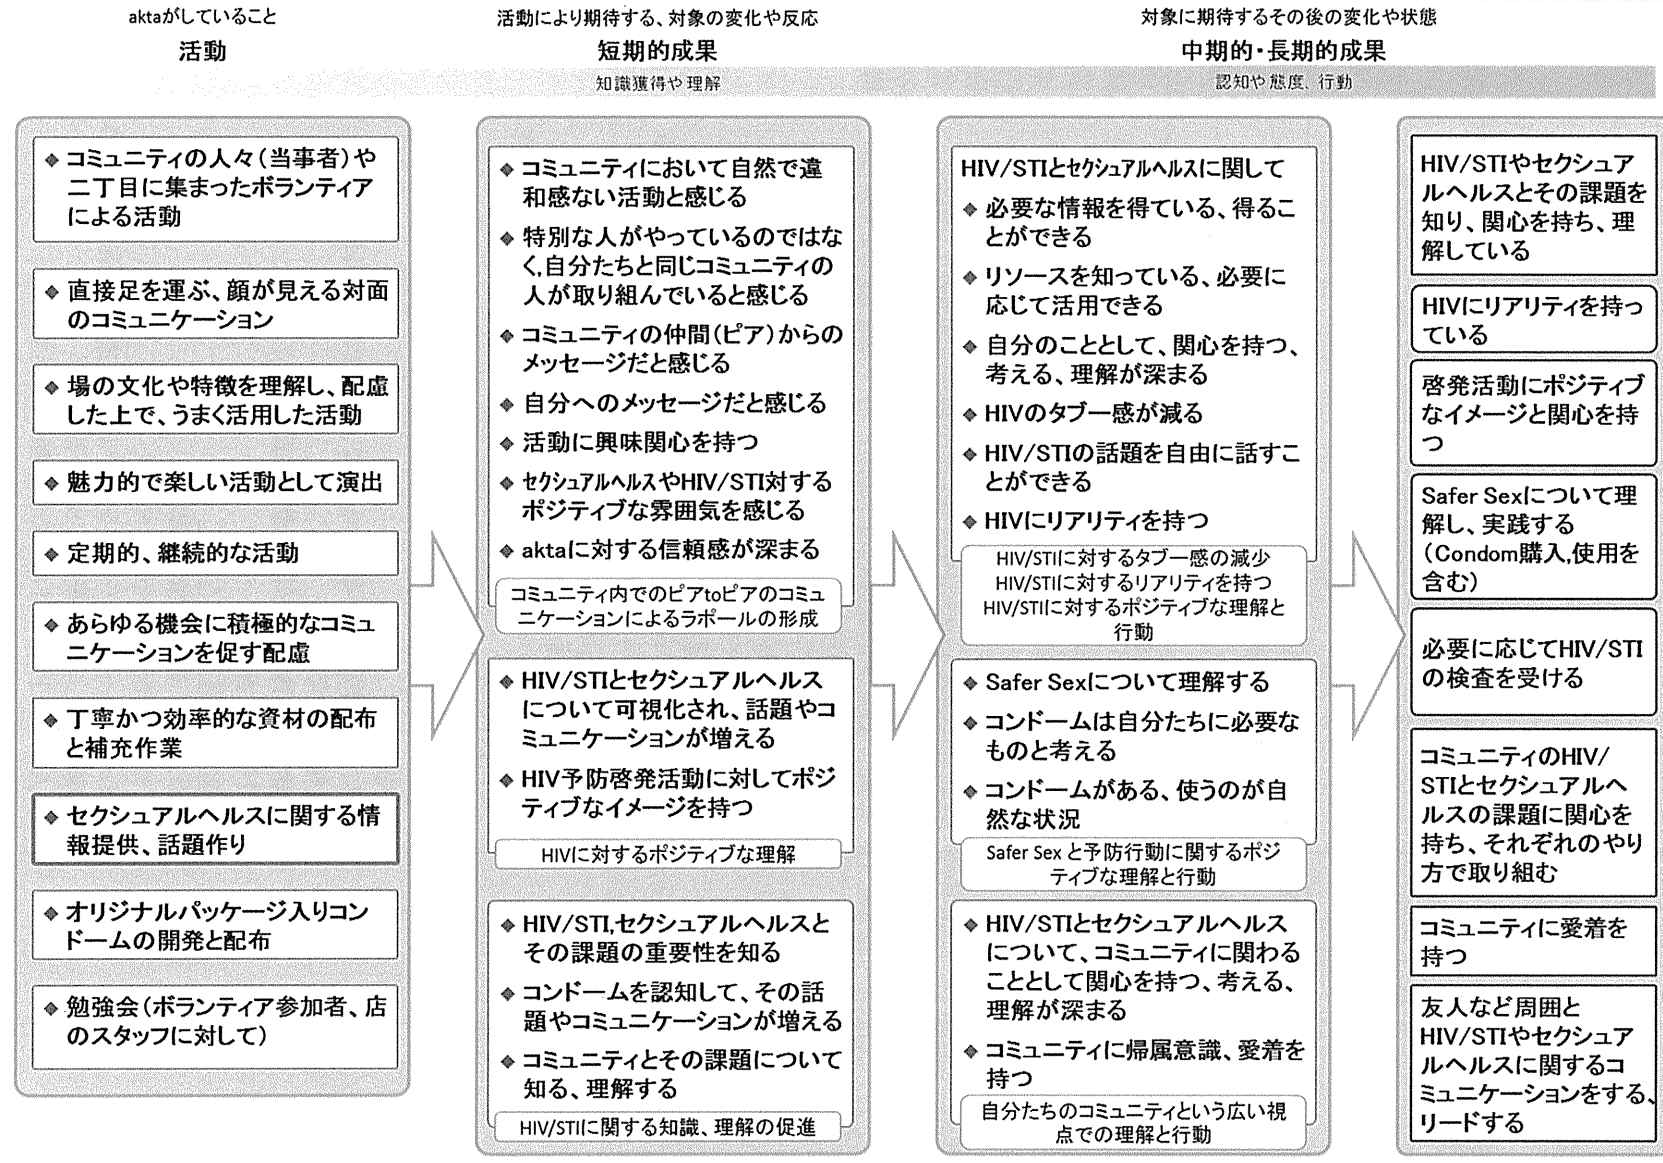 aktaがしていること
活動
活動により期待する、対象の変化や反応
短期的成果
対象に期待するその後の変化や状態
中期的・長期的成果
知識獲得や理解
認知や態度、行動
◆ コミュニティの人々(当事者)や
二丁目に集まったボランティア
による活動
◆ 直接足を運ぶ、顔が見える対面
のコミュニケーション
◆ 場の文化や特徴を理解し、配慮
した上で、うまく活用した活動
◆ 魅力的で楽しい活動として演出
◆ 定期的、継続的な活動
◆ あらゆる機会に積極的なコミュ
ニケーションを促す配慮
◆ 丁寧かつ効率的な資材の配布
と補充作業
◆ セクシュアルヘルスに関する情
報提供、話題作り
◆ オリジナルパッケージ入りコン
ドームの開発と配布
◆ 勉強会(ボランティア参加者、店
のスタッフに対して)
◆ コミュニティにおいて自然で違
和感ない活動と感じる
◆ 特別な人がやっているのではな
く,自分たちと同じコミュニティの
人が取り組んでいると感じる
◆ コミュニティの仲間(ピア)からの
メッセージだと感じる
◆ 自分へのメッセージだと感じる
◆ 活動に興味関心を持つ
◆ セクシュアルヘルスやHIV/STI対する
ポジティブな雰囲気を感じる
◆ aktaに対する信頼感が深まる
コミュニティ内でのピアtoピアのコミュ
ニケーションによるラポールの形成
◆ HIV/STIとセクシュアルヘルス
について可視化され、話題やコ
ミュニケーションが増える
◆ HIV予防啓発活動に対してポジ
ティブなイメージを持つ
HIVに対するポジティブな理解
◆ HIV/STI,セクシュアルヘルスと
その課題の重要性を知る
◆ コンドームを認知して、その話
題やコミュニケーションが増える
◆ コミュニティとその課題について
知る、理解する
HIV/STIに関する知識、理解の促進
HIV/STIとセクシュアルヘルスに関して
◆ 必要な情報を得ている、得るこ
とができる
◆ リソースを知っている、必要に
応じて活用できる
◆ 自分のこととして、関心を持つ、
考える、理解が深まる
◆ HIVのタブー感が減る
◆ HIV/STIの話題を自由に話すこ
とができる
◆ HIVにリアリティを持つ
HIV/STIに対するタブー感の減少
HIV/STIに対するリアリティを持つ
HIV/STIに対するポジティブな理解と
行動
◆ Safer Sexについて理解する
◆ コンドームは自分たちに必要な
ものと考える
◆ コンドームがある、使うのが自
然な状況
Safer Sex と予防行動に関するポジ
ティブな理解と行動
◆ HIV/STIとセクシュアルヘルス
について、コミュニティに関わる
こととして関心を持つ、考える、
理解が深まる
◆ コミュニティに帰属意識、愛着を
持つ
自分たちのコミュニティという広い視
点での理解と行動
HIV/STIやセクシュア
ルヘルスとその課題を
知り、関心を持ち、理
解している
HIVにリアリティを持っ
ている
啓発活動にポジティブ
なイメージと関心を持
つ
Safer Sexについて理
解し、実践する
(Condom購入,使用を
含む)
必要に応じてHIV/STI
の検査を受ける
コミュニティのHIV/
STIとセクシュアルヘ
ルスの課題に関心を
持ち、それぞれのやり
方で取り組む
コミュニティに愛着を
持つ
友人など周囲と
HIV/STIやセクシュア
ルヘルスに関するコ
ミュニケーションをする、
リードする